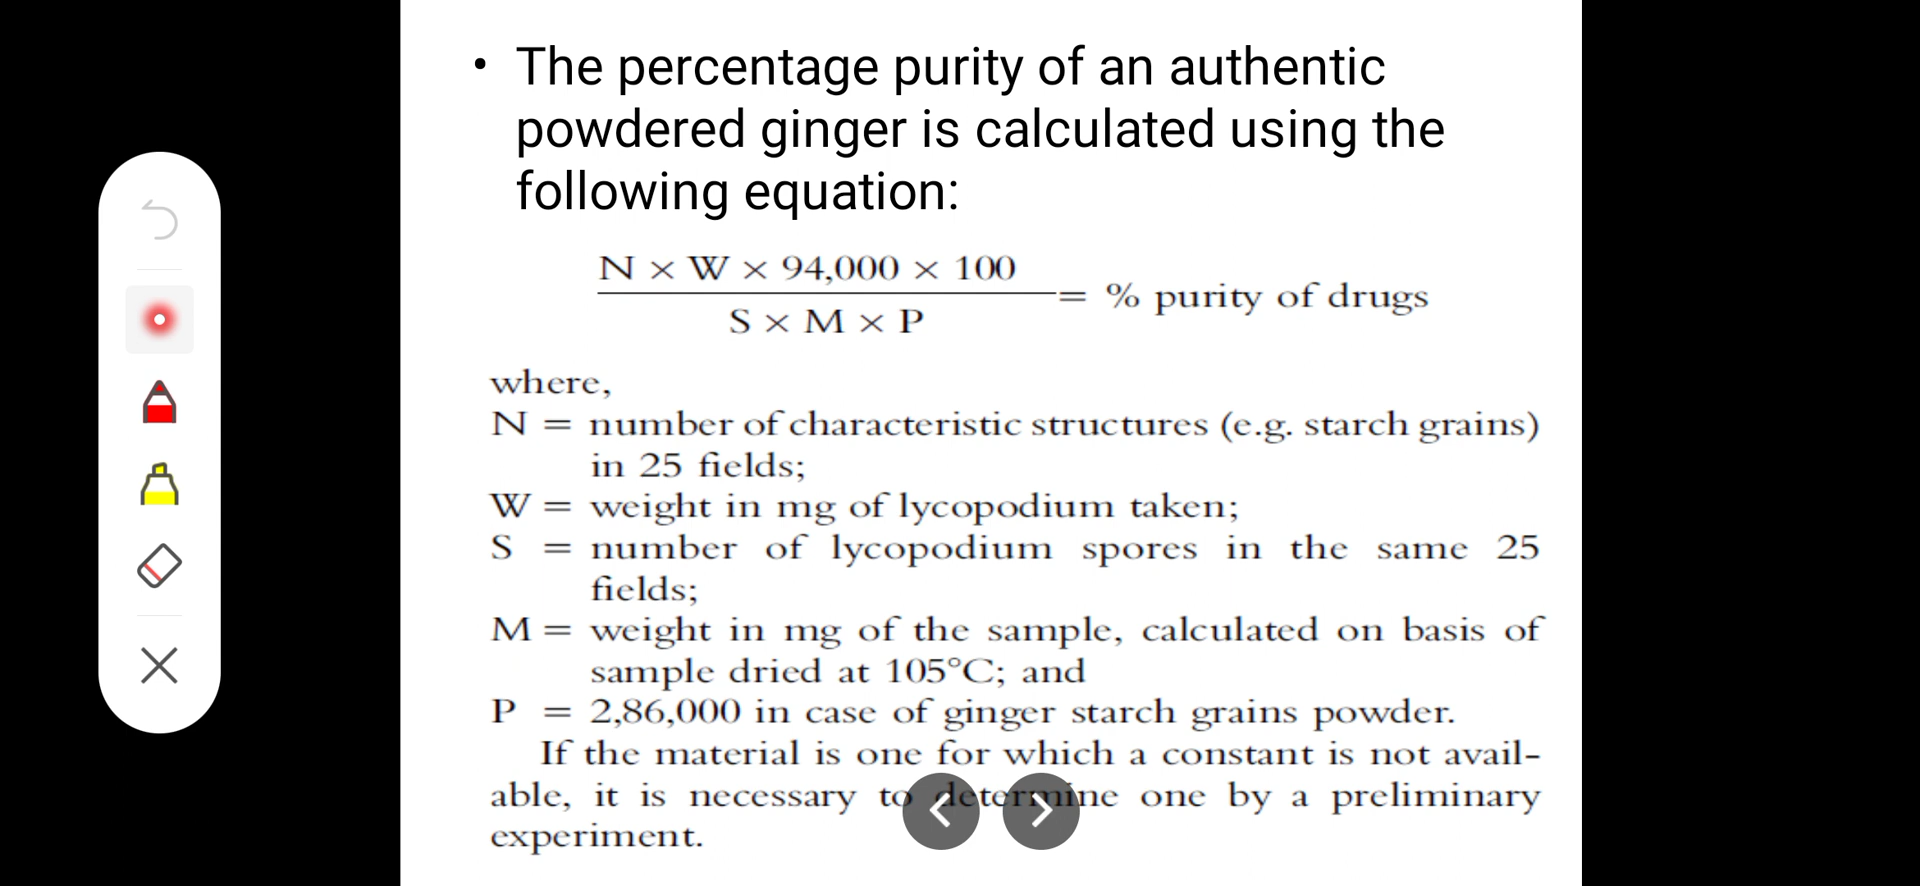 • The percentage purity of an authentic
powdered ginger is calculated using the
following equation:
N × W × 94,000 × 100
= % purity of drugs
S × M × P
where,
N = number of characteristic structures (e.g. starch grains)
in 25 fields;
W = weight in mg of lycopodium taken;
S = number of lycopodium spores in the same 25
fields;
M = weight in mg of the sample, calculated on basis of
sample dried at 105°C; and
P = 2,86,000 in case of ginger starch grains powder.
If the material is one for which a constant is not avail-
able, it is necessary to determine one by a preliminary
experiment.